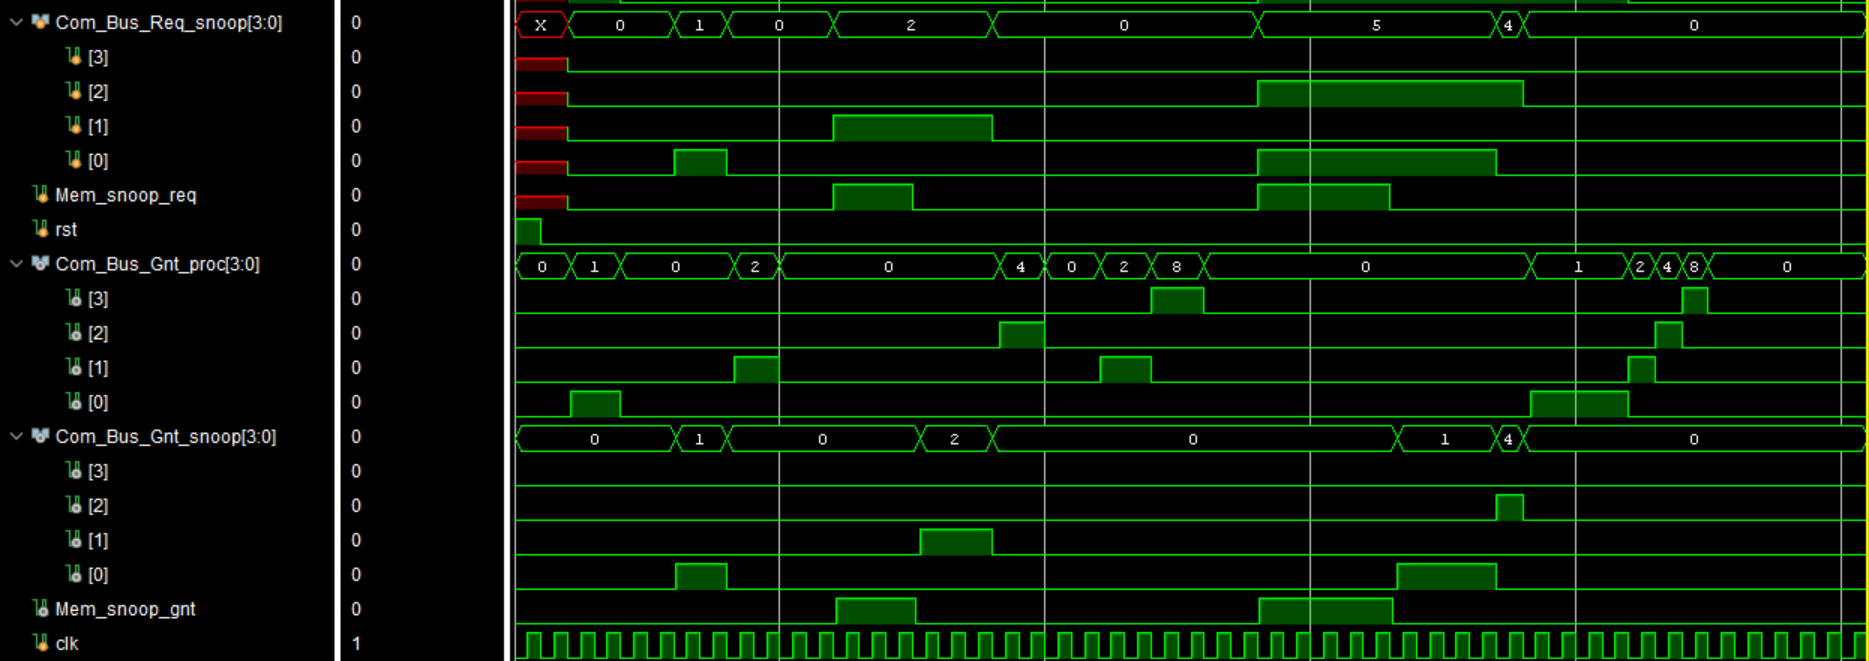 Com_Bus_Req_snoop[3:0] 0 X 0 1 0 2 0 5 4 0
[3] 0
[2] 0
[1] 0
[0] 0
Mem_snoop_req 0
rst 0
Com_Bus_Gnt_proc[3:0] 0 0 1 0 2 0 4 0 2 8 0 1 2 4 8 0
[3] 0
[2] 0
[1] 0
[0] 0
Com_Bus_Gnt_snoop[3:0] 0 0 1 0 2 0 1 4 0
[3] 0
[2] 0
[1] 0
[0] 0
Mem_snoop_gnt 0
clk 1